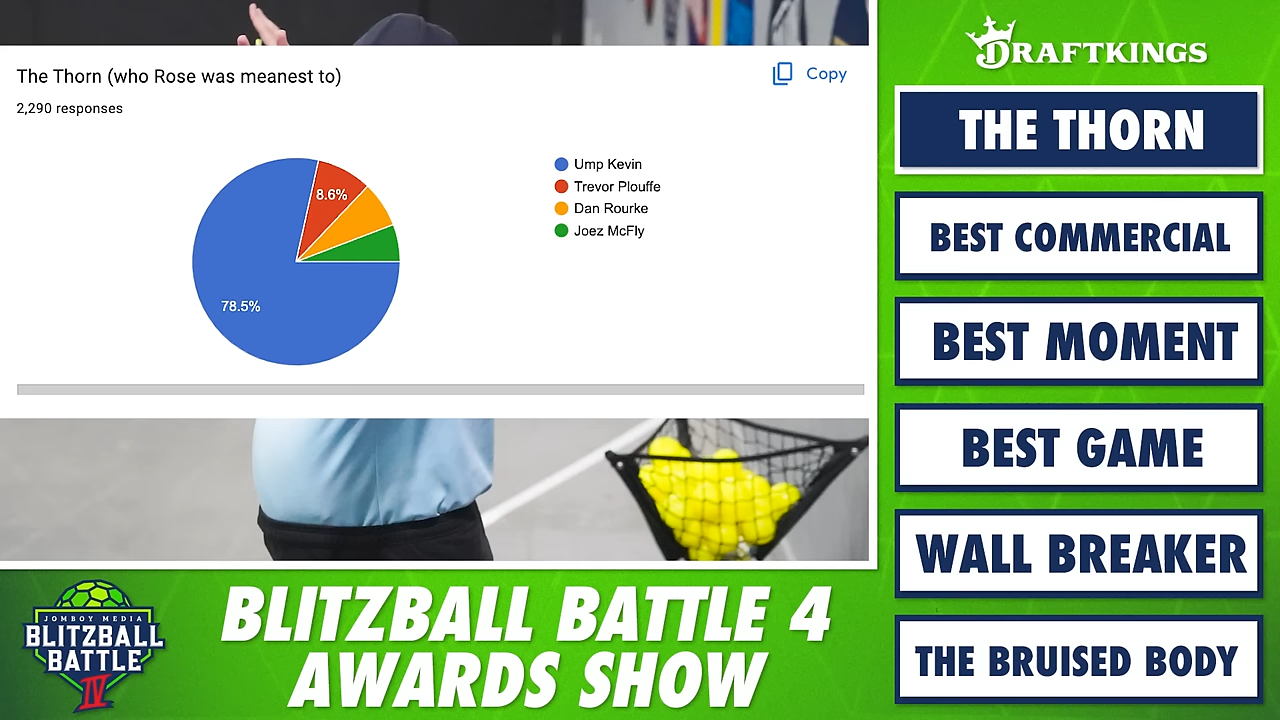 The Thorn (who Rose was meanest to)
Copy
2,290 responses
8.6%
78.5%
Ump Kevin
Trevor Plouffe
Dan Rourke
Joez McFly
DRAFTKINGS
THE THORN
BEST COMMERCIAL
BEST MOMENT
BEST GAME
WALL BREAKER
THE BRUISED BODY
JOMBOY MEDIA
BLITZBALL
BATTLE
IV
BLITZBALL BATTLE 4
AWARDS SHOW